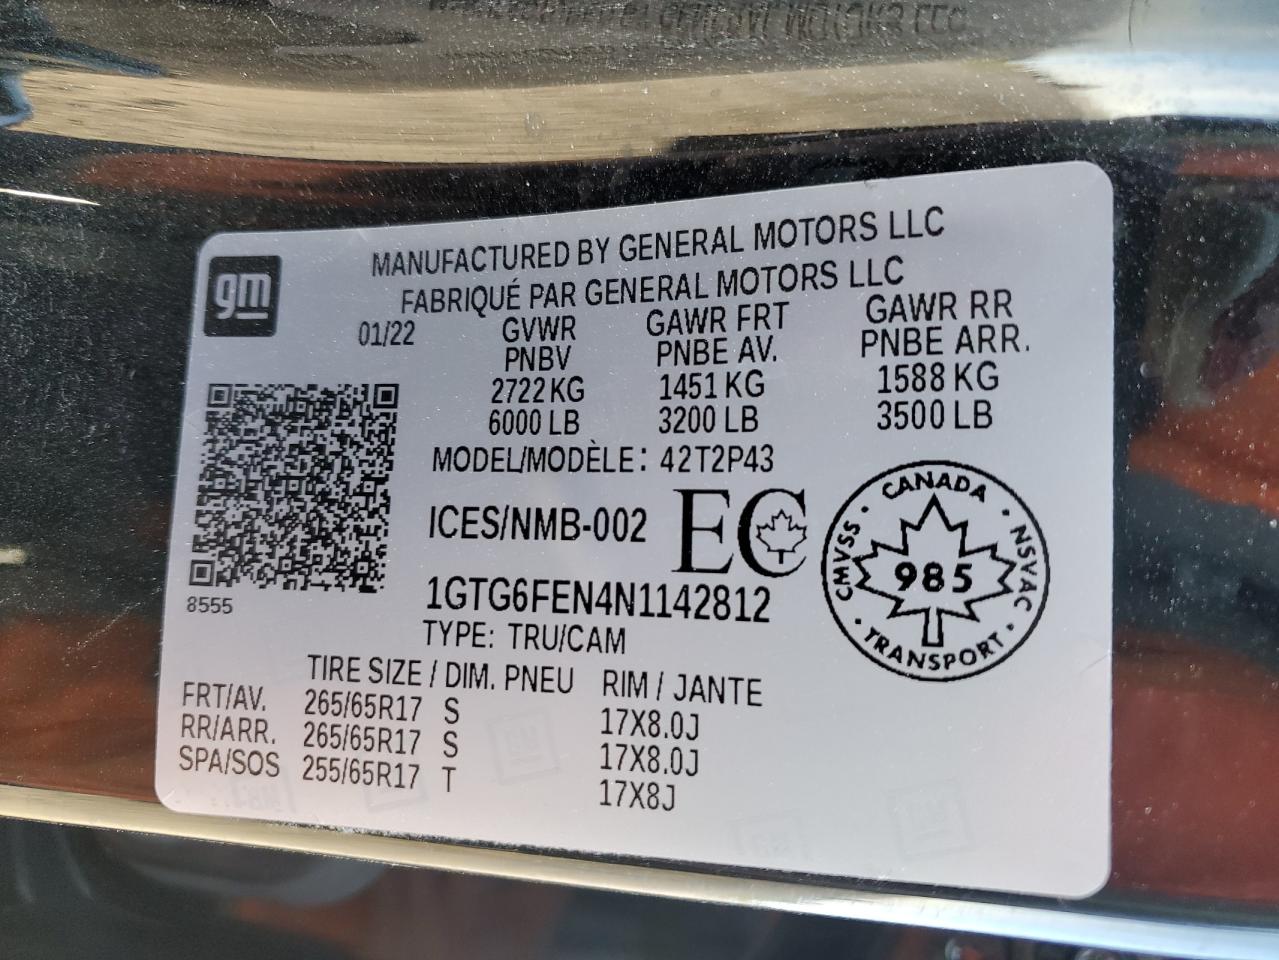 MANUFACTURED BY GENERAL MOTORS LLC
FABRIQUÉ PAR GENERAL MOTORS LLC
gm
01/22
GVWR GAWR FRT GAWR RR
PNBV PNBE AV. PNBE ARR.
2722 KG 1451 KG 1588 KG
6000 LB 3200 LB 3500 LB
MODEL/MODÈLE: 42T2P43
ICES/NMB-002 EC
CANADA
CMVSS · NSVAC
985
TRANSPORT
8555
1GTG6FEN4N1142812
TYPE: TRU/CAM
TIRE SIZE / DIM. PNEU RIM / JANTE
FRT/AV. 265/65R17 S 17X8.0J
RR/ARR. 265/65R17 S 17X8.0J
SPA/SOS 255/65R17 T 17X8J